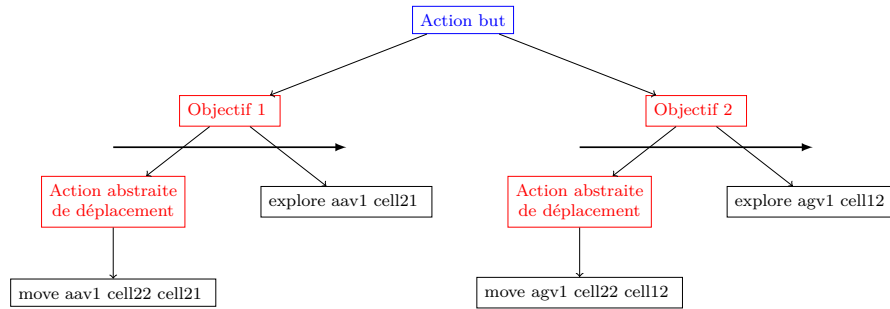 Action but
Objectif 1
Objectif 2
Action abstraite
de déplacement
explore aav1 cell21
Action abstraite
de déplacement
explore agv1 cell12
move aav1 cell22 cell21
move agv1 cell22 cell12